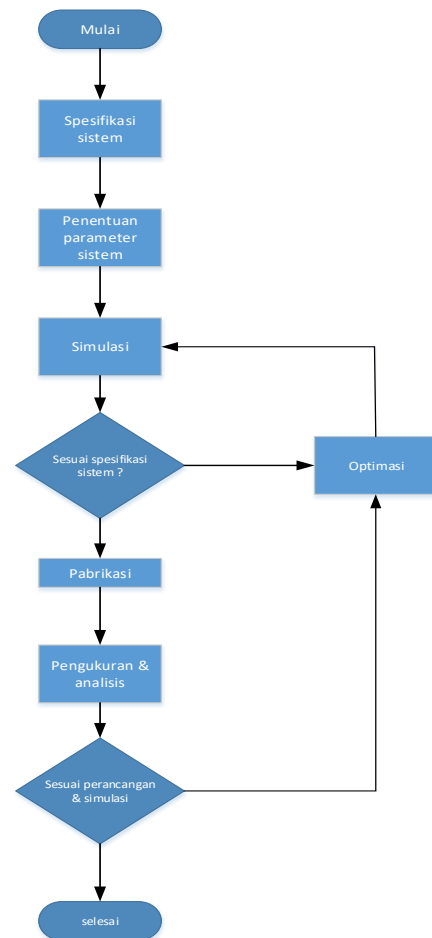 Mulai
Spesifikasi
sistem
Penentuan
parameter
sistem
Simulasi
Sesuai spesifikasi
sistem ?
Optimasi
Pabrikasi
Pengukuran &
analisis
Sesuai perancangan
& simulasi
selesai